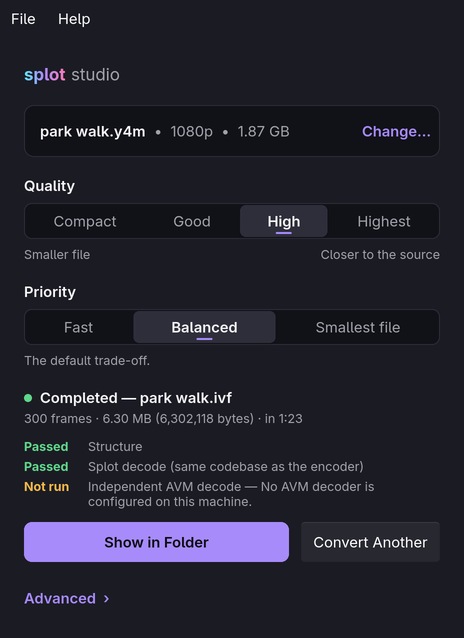 File Help
splot studio
park walk.y4m • 1080p • 1.87 GB Change...
Quality
Compact Good High Highest
Smaller file Closer to the source
Priority
Fast Balanced Smallest file
The default trade-off.
Completed — park walk.ivf
300 frames · 6.30 MB (6,302,118 bytes) · in 1:23
Passed Structure
Passed Splot decode (same codebase as the encoder)
Not run Independent AVM decode — No AVM decoder is
configured on this machine.
Show in Folder Convert Another
Advanced ›